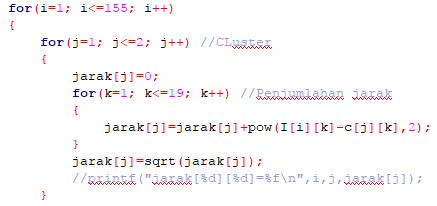 for(i=1; i<=155; i++)
{
for(j=1; j<=2; j++) //CLuster
{
jarak[j]=0;
for(k=1; k<=19; k++) //Penjumlahan jarak
{
jarak[j]=jarak[j]+pow(I[i][k]-c[j][k],2);
}
jarak[j]=sqrt(jarak[j]);
//printf("jarak[%d][%d]=%f\n",i,j,jarak[j]);
}